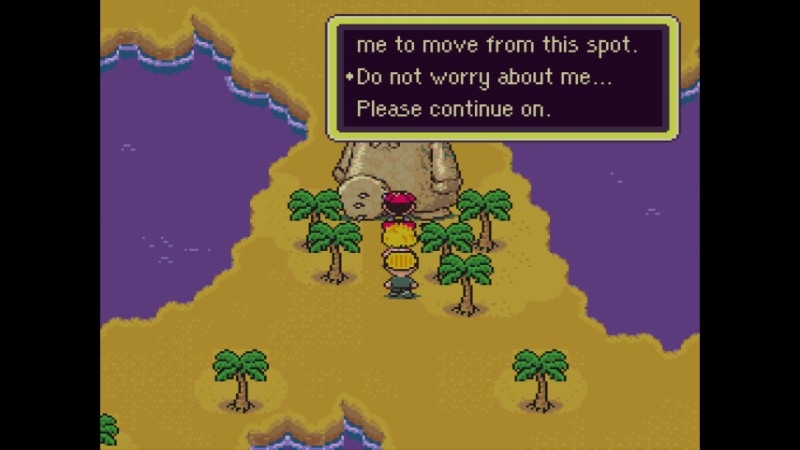 me to move from this spot.
•Do not worry about me...
Please continue on.